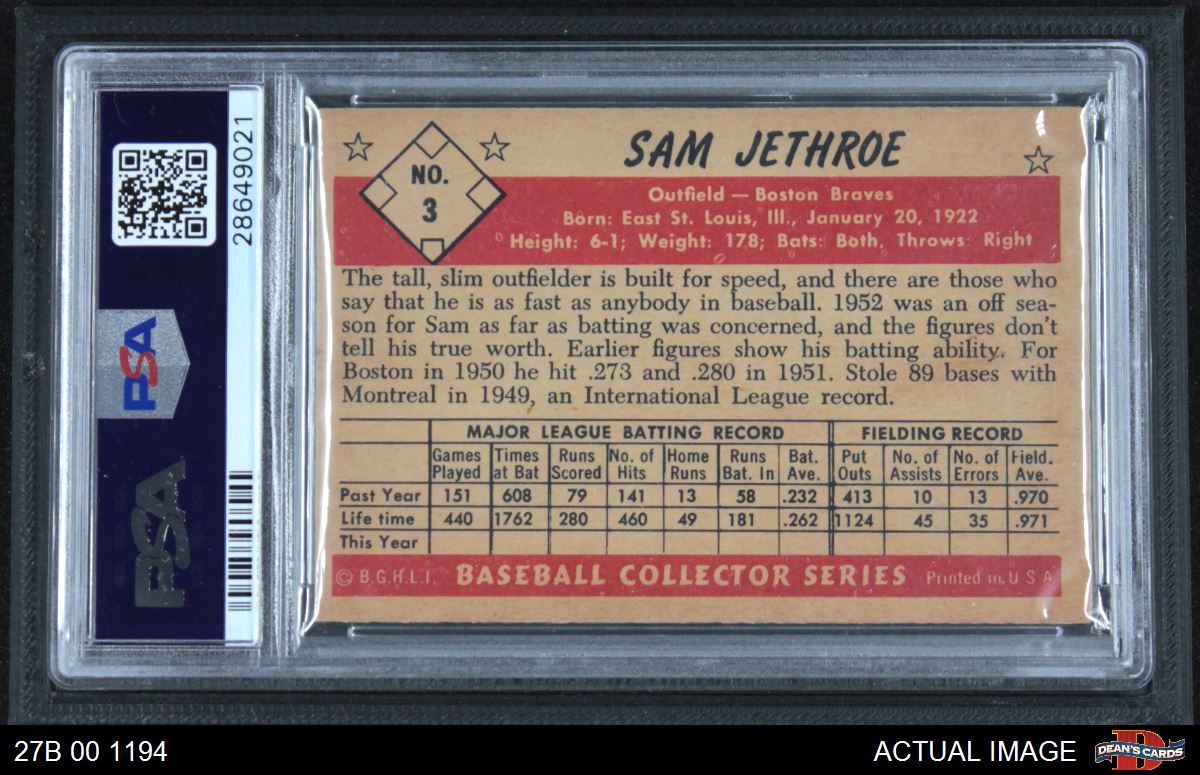 28649021
PSA
PSA
NO.
3
SAM JETHROE
Outfield — Boston Braves
Born: East St. Louis, Ill., January 20, 1922
Height: 6-1; Weight: 178; Bats: Both, Throws: Right
The tall, slim outfielder is built for speed, and there are those who
say that he is as fast as anybody in baseball. 1952 was an off sea-
son for Sam as far as batting was concerned, and the figures don't
tell his true worth. Earlier figures show his batting ability. For
Boston in 1950 he hit .273 and .280 in 1951. Stole 89 bases with
Montreal in 1949, an International League record.
MAJOR LEAGUE BATTING RECORD FIELDING RECORD
Games Times Runs No. of Home Runs Bat. Put No. of No. of Field.
Played at Bat Scored Hits Runs Bat. In Ave. Outs Assists Errors Ave.
Past Year 151 608 79 141 13 58 .232 413 10 13 .970
Life time 440 1762 280 460 49 181 .262 1124 45 35 .971
This Year
© B.G.H.L.I. BASEBALL COLLECTOR SERIES Printed in U S A
27B 00 1194 ACTUAL IMAGE DEAN'S CARDS